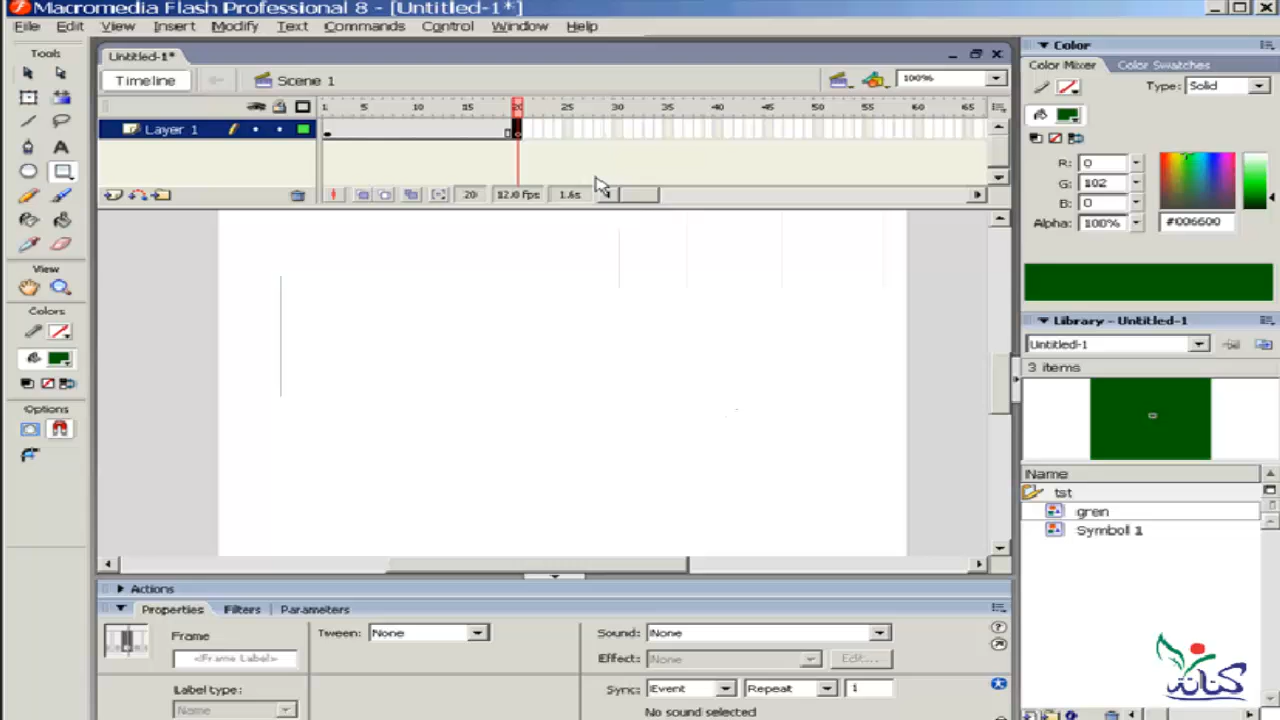 Macromedia Flash Professional 8 - [Untitled-1*]
File Edit View Insert Modify Text Commands Control Window Help
Tools
Untitled-1*
Timeline
Scene 1
100%
1 5 10 15 20 25 30 35 40 45 50 55 60 65
Layer 1
20 12.0 fps 1.6s
View
Colors
Options
Color
Color Mixer Color Swatches
Type: Solid
R: 0
G: 102
B: 0
Alpha: 100% #006600
Library - Untitled-1
Untitled-1
3 items
Name
tst
gren
Symbol 1
Actions
Properties Filters Parameters
Frame
<Frame Label>
Label type:
Name
Tween: None
Sound: None
Effect: None Edit...
Sync: Event Repeat 1
No sound selected
كنانة